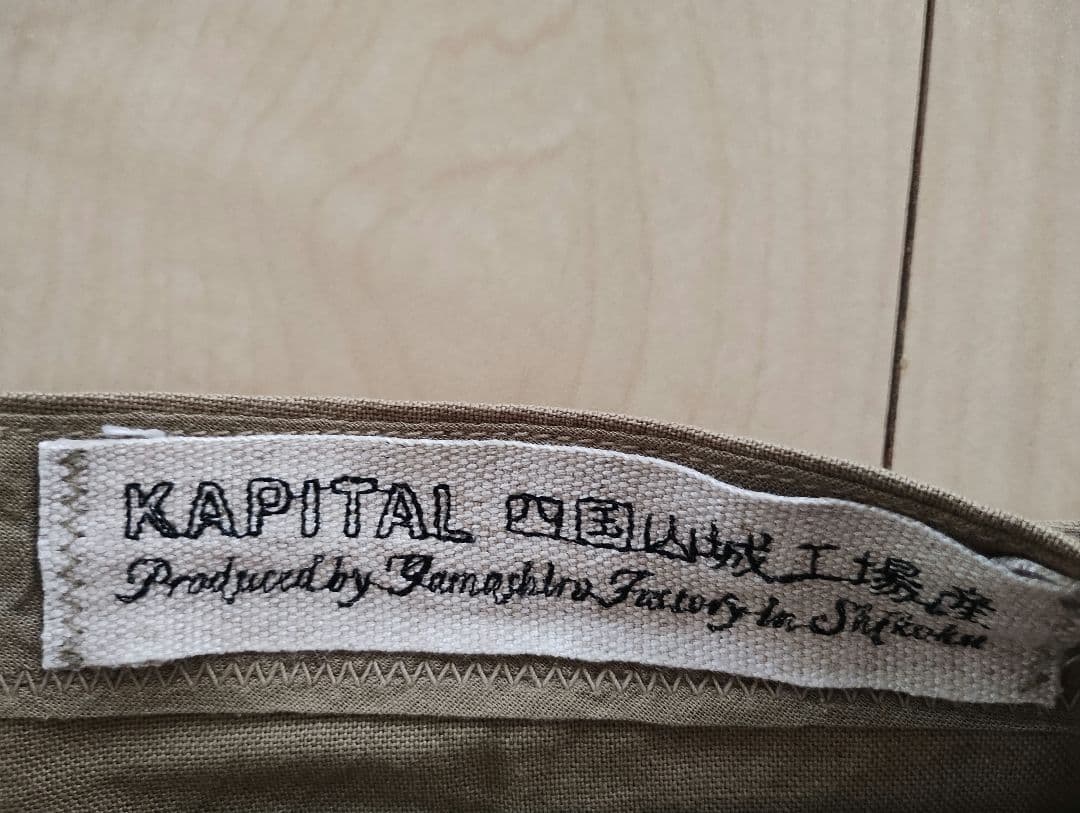 KAPITAL 四国山城工場産
Produced by Yamashiro Factory in Shikoku